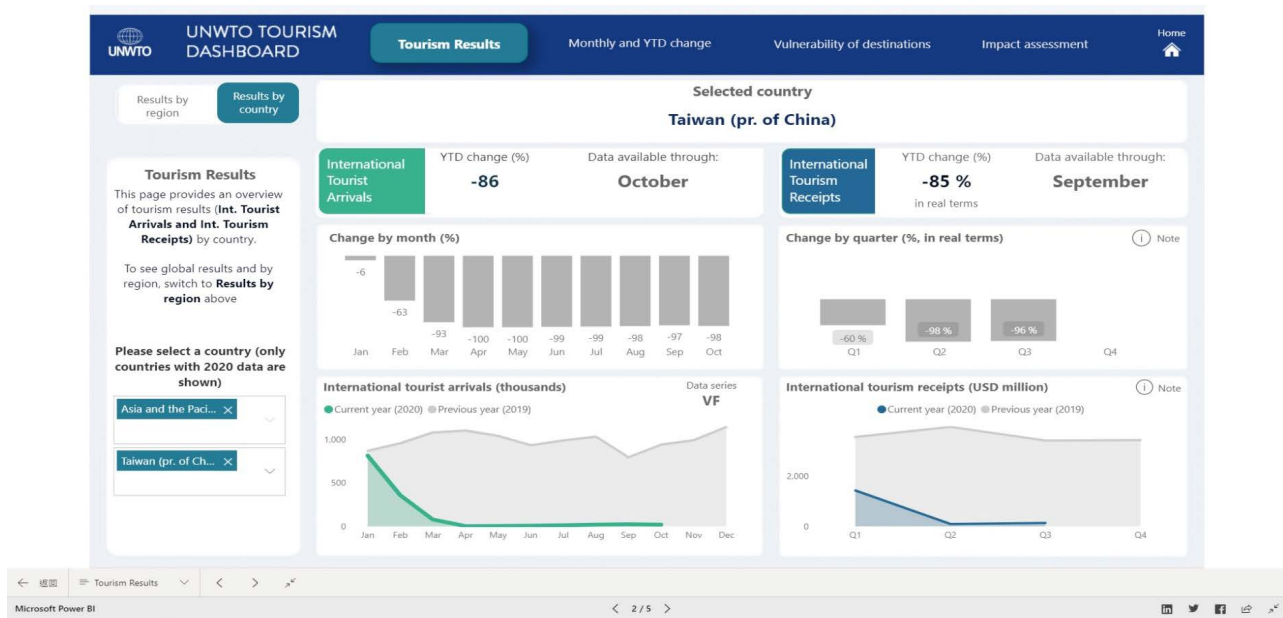 UNWTO
UNWTO TOURISM
DASHBOARD
Tourism Results
Monthly and YTD change
Vulnerability of destinations
Impact assessment
Home
Results by
region
Results by
country
Selected country
Taiwan (pr. of China)
Tourism Results
This page provides an overview
of tourism results (Int. Tourist
Arrivals and Int. Tourism
Receipts) by country.
To see global results and by
region, switch to Results by
region above
Please select a country (only
countries with 2020 data are
shown)
Asia and the Paci...
Taiwan (pr. of Ch...
International
Tourist
Arrivals
YTD change (%)
-86
Data available through:
October
International
Tourism
Receipts
YTD change (%)
-85 %
in real terms
Data available through:
September
Change by month (%)
-6
-63
-93
-100
-100
-99
-99
-98
-97
-98
Jan Feb Mar Apr May Jun Jul Aug Sep Oct
Change by quarter (%, in real terms)
i Note
-60 %
-98 %
-96 %
Q1 Q2 Q3 Q4
International tourist arrivals (thousands)
Data series
VF
Current year (2020) Previous year (2019)
1,000
500
0
Jan Feb Mar Apr May Jun Jul Aug Sep Oct Nov Dec
International tourism receipts (USD million)
i Note
Current year (2020) Previous year (2019)
2,000
0
Q1 Q2 Q3 Q4
返回
Tourism Results
Microsoft Power BI
2 / 5